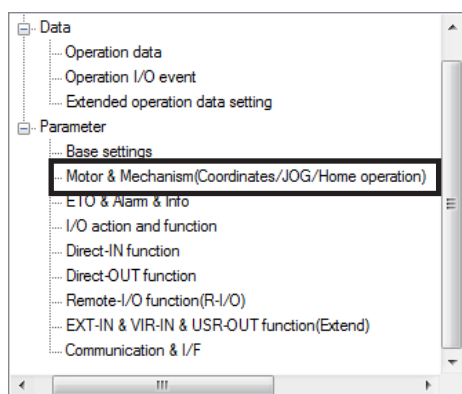 Data
Operation data
Operation I/O event
Extended operation data setting
Parameter
Base settings
Motor & Mechanism(Coordinates/JOG/Home operation)
ETO & Alarm & Info
I/O action and function
Direct-IN function
Direct-OUT function
Remote-I/O function(R-I/O)
EXT-IN & VIR-IN & USR-OUT function(Extend)
Communication & I/F